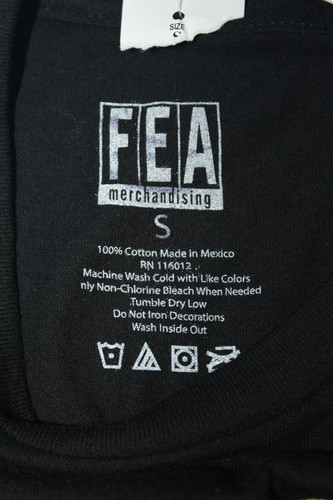 SIZE
FEA
merchandising
S
100% Cotton Made in Mexico
RN 116012
Machine Wash Cold with Like Colors
nly Non-Chlorine Bleach When Needed
Tumble Dry Low
Do Not Iron Decorations
Wash Inside Out